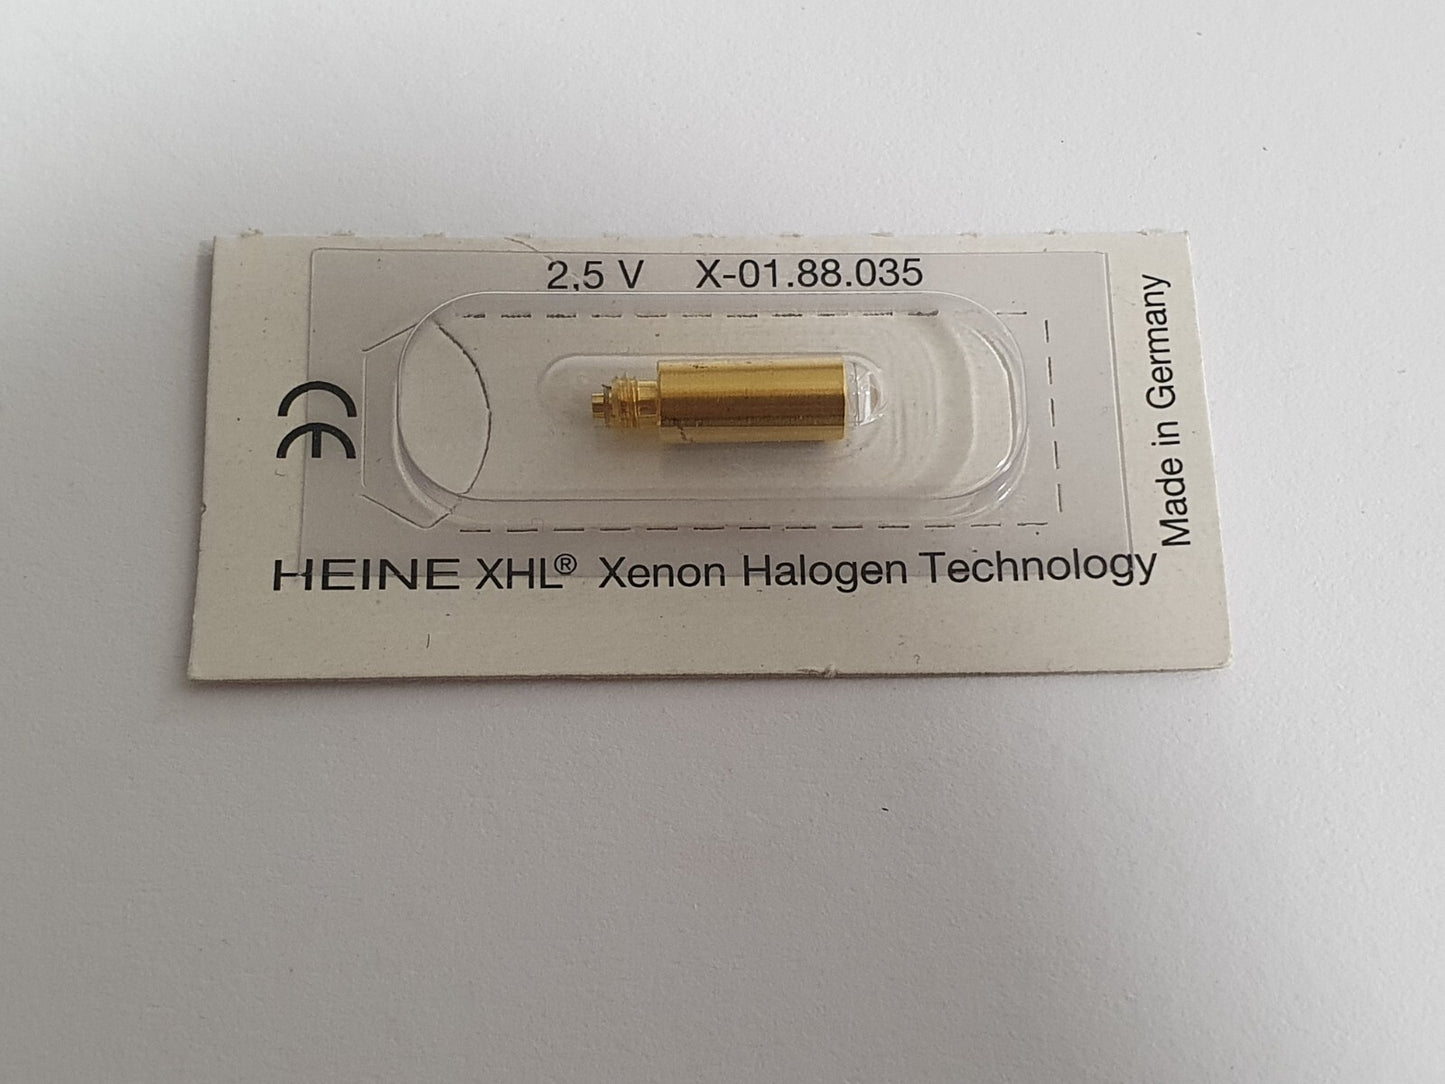 2,5 V X-01.88.035
CE
HEINE XHL® Xenon Halogen Technology
Made in Germany